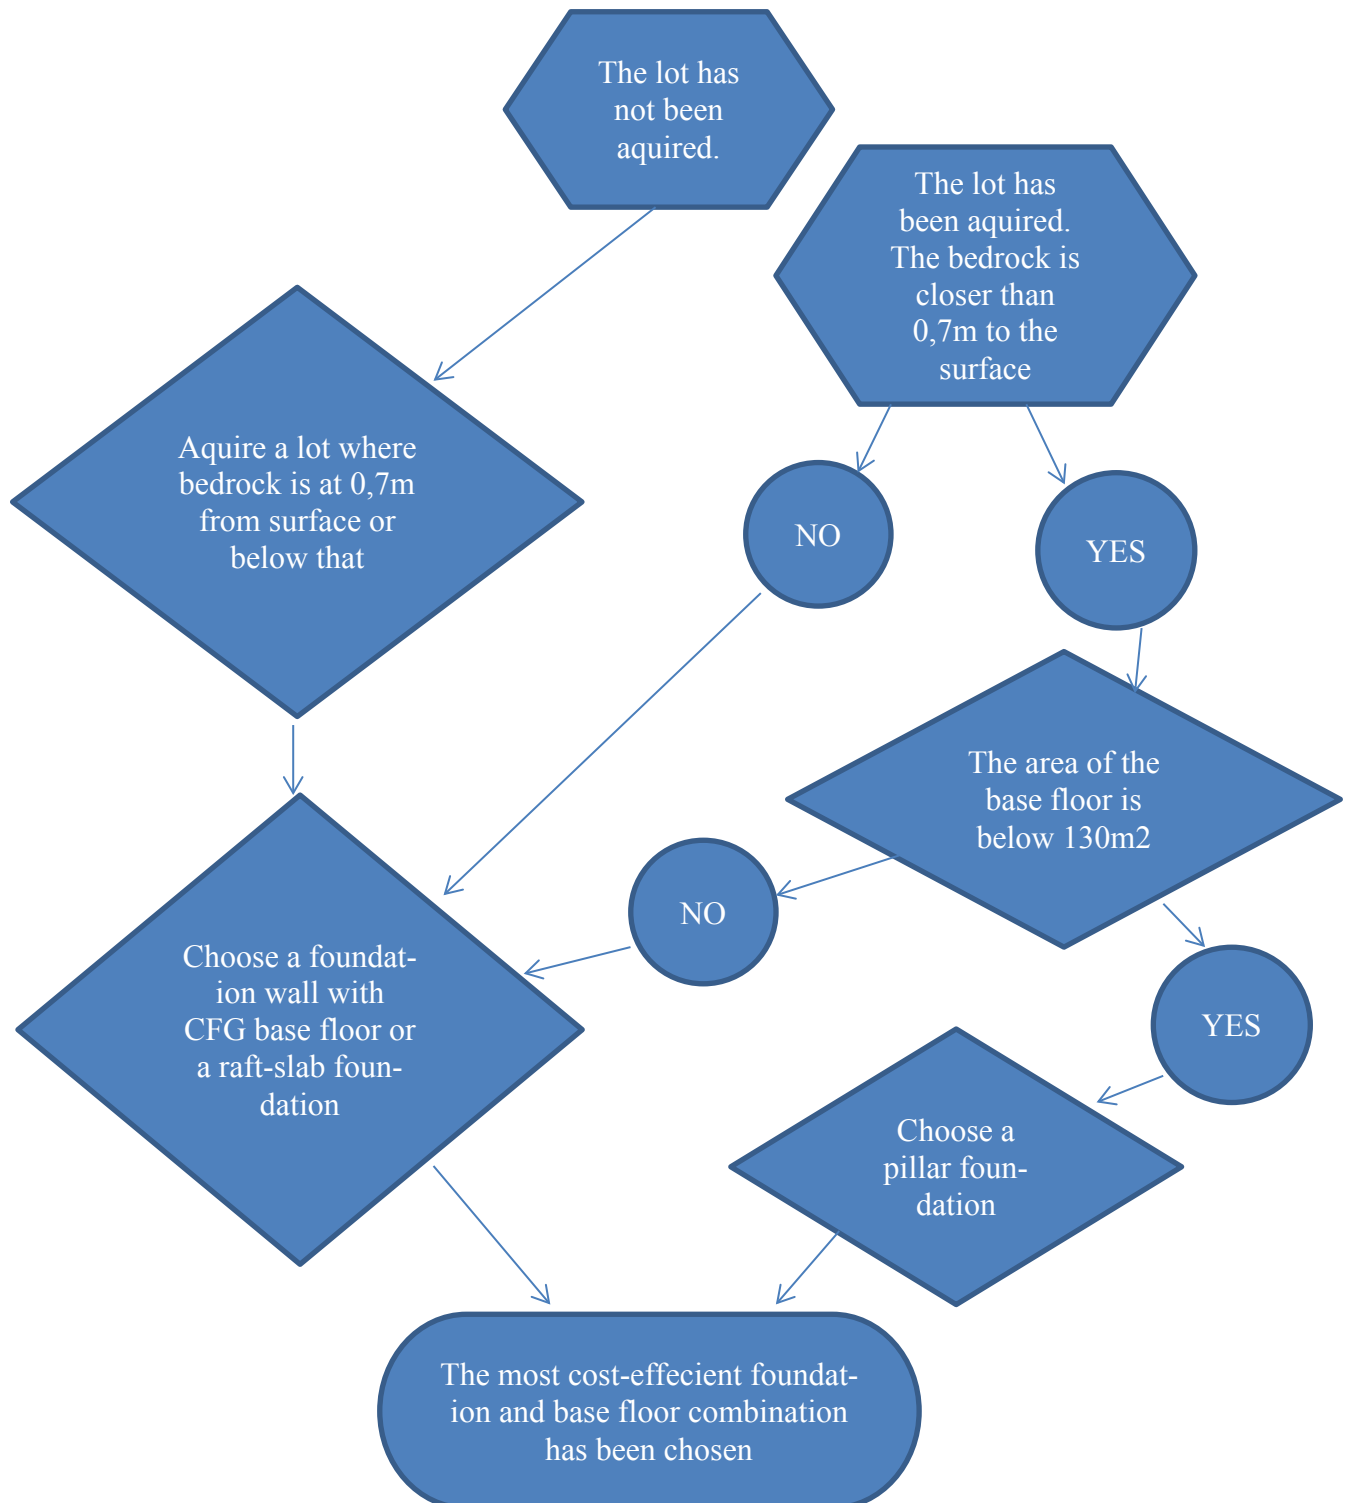 The lot has
not been
aquired.
The lot has
been aquired.
The bedrock is
closer than
0,7m to the
surface
Aquire a lot where
bedrock is at 0,7m
from surface or
below that
NO
YES
The area of the
base floor is
below 130m2
NO
Choose a foundat-
ion wall with
CFG base floor or
a raft-slab foun-
dation
YES
Choose a
pillar foun-
dation
The most cost-effecient foundat-
ion and base floor combination
has been chosen